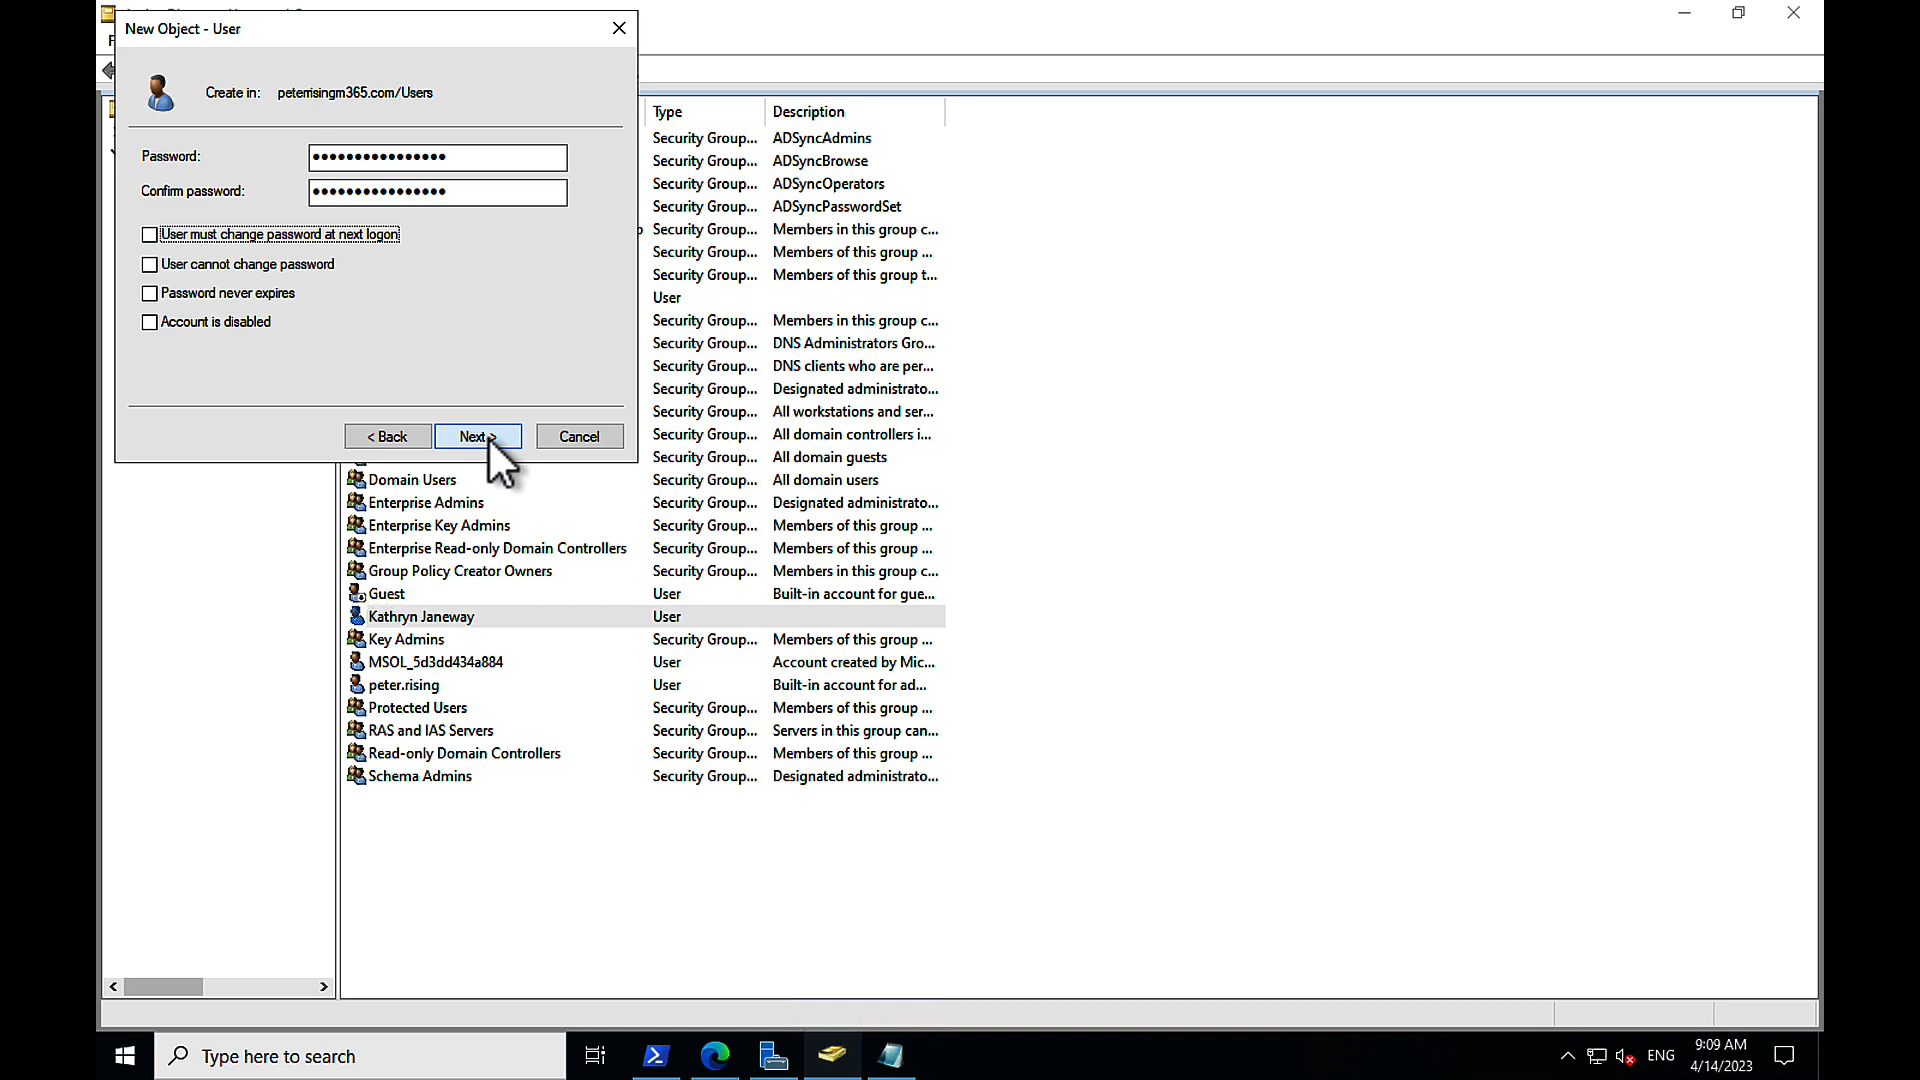 New Object - User
Create in: peterrisingm365.com/Users
Password: ••••••••••••••••
Confirm password: ••••••••••••••••
User must change password at next logon
User cannot change password
Password never expires
Account is disabled
< Back Next > Cancel
Type Description
Security Group... ADSyncAdmins
Security Group... ADSyncBrowse
Security Group... ADSyncOperators
Security Group... ADSyncPasswordSet
Security Group... Members in this group c...
Security Group... Members of this group ...
Security Group... Members of this group t...
User
Security Group... Members in this group c...
Security Group... DNS Administrators Gro...
Security Group... DNS clients who are per...
Security Group... Designated administrato...
Security Group... All workstations and ser...
Security Group... All domain controllers i...
Security Group... All domain guests
Domain Users Security Group... All domain users
Enterprise Admins Security Group... Designated administrato...
Enterprise Key Admins Security Group... Members of this group ...
Enterprise Read-only Domain Controllers Security Group... Members of this group ...
Group Policy Creator Owners Security Group... Members in this group c...
Guest User Built-in account for gue...
Kathryn Janeway User
Key Admins Security Group... Members of this group ...
MSOL_5d3dd434a884 User Account created by Mic...
peter.rising User Built-in account for ad...
Protected Users Security Group... Members of this group ...
RAS and IAS Servers Security Group... Servers in this group can...
Read-only Domain Controllers Security Group... Members of this group ...
Schema Admins Security Group... Designated administrato...
Type here to search
ENG
9:09 AM
4/14/2023